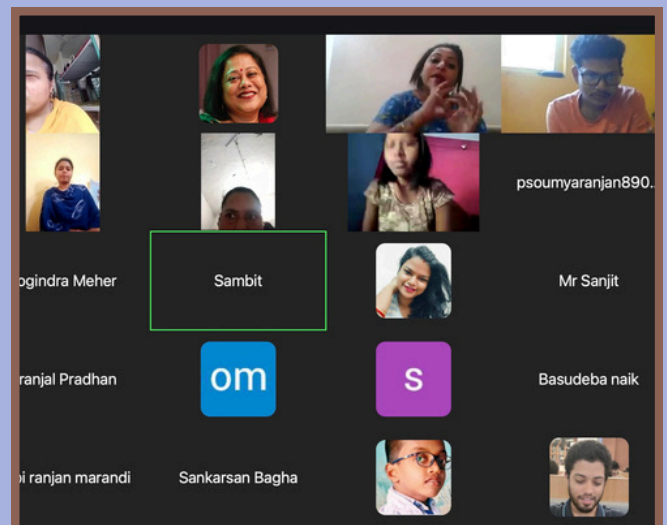 psoumyaranjan890..
ogindra Meher
Sambit
Mr Sanjit
ranjal Pradhan
om
s
Basudeba naik
i ranjan marandi
Sankarsan Bagha